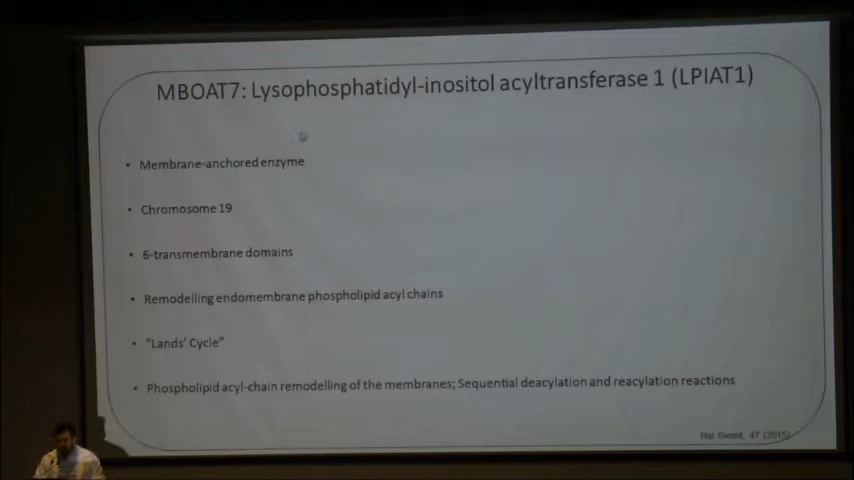 MBOAT7: Lysophosphatidyl-inositol acyltransferase 1 (LPIAT1)
• Membrane-anchored enzyme
• Chromosome 19
• 6-transmembrane domains
• Remodelling endomembrane phospholipid acyl chains
• "Lands' Cycle"
• Phospholipid acyl-chain remodelling of the membranes; Sequential deacylation and reacylation reactions
Nat Genet, 47 (2015)